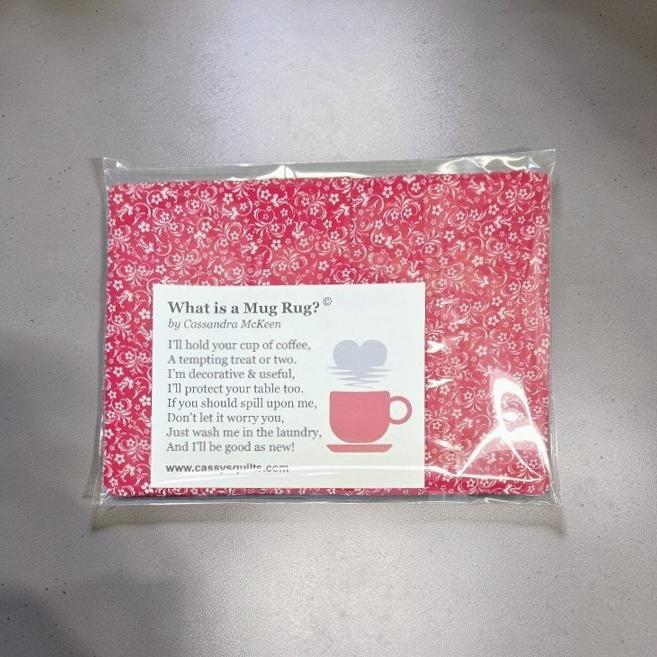 What is a Mug Rug?©
by Cassandra McKeen
I'll hold your cup of coffee,
A tempting treat or two.
I'm decorative & useful,
I'll protect your table too.
If you should spill upon me,
Don't let it worry you,
Just wash me in the laundry,
And I'll be good as new!
www.cassysquilts.com